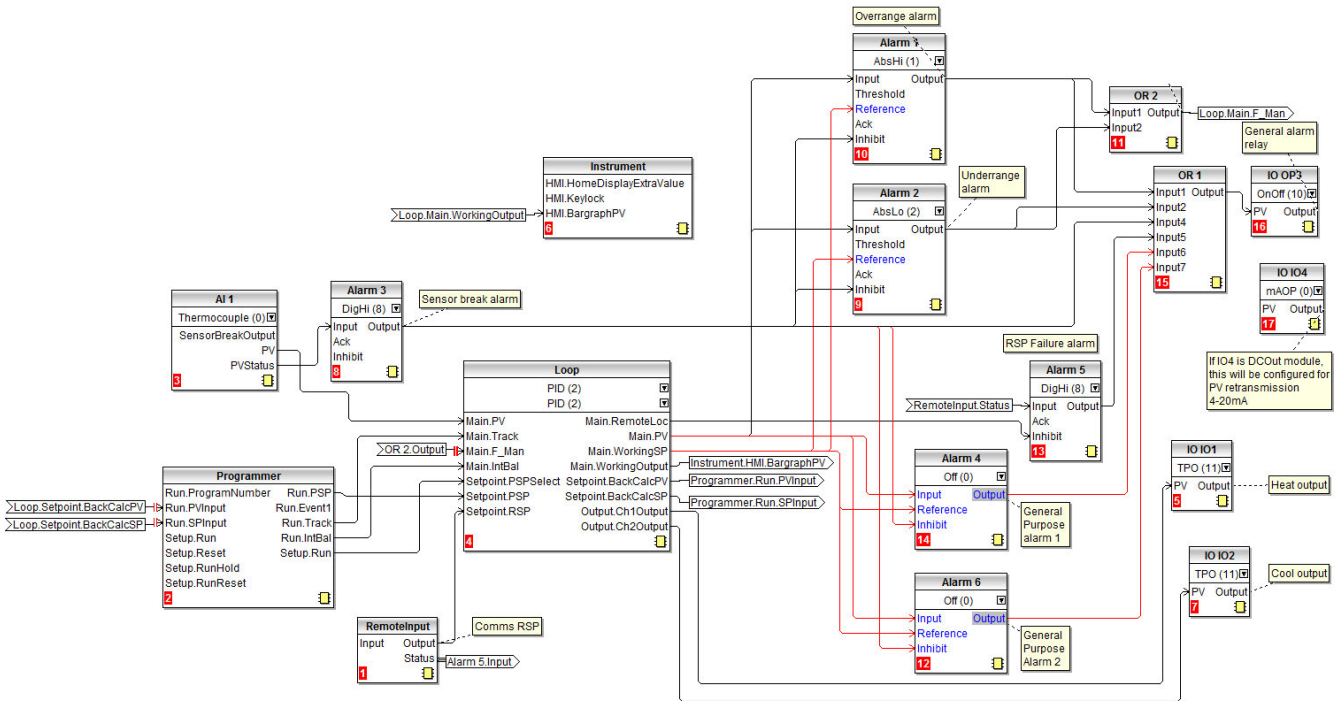 Overrange alarm
Alarm 1
AbsHi (1)
Input Output
Threshold
Reference
Ack
Inhibit
10
OR 2
Input1 Output
Input2
11
Loop.Main.F_Man
General alarm
relay
Instrument
HMI.HomeDisplayExtraValue
HMI.Keylock
HMI.BargraphPV
6
Loop.Main.WorkingOutput
Underrange
alarm
Alarm 2
AbsLo (2)
Input Output
Threshold
Reference
Ack
Inhibit
9
OR 1
Input1 Output
Input2
Input4
Input5
Input6
Input7
15
IO OP3
OnOff (10)
PV Output
16
IO IO4
mAOP (0)
PV Output
17
If IO4 is DCOut module,
this will be configured for
PV retransmission
4-20mA
AI 1
Thermocouple (0)
SensorBreakOutput
PV
PVStatus
3
Alarm 3
DigHi (8)
Input Output
Ack
Inhibit
8
Sensor break alarm
RSP Failure alarm
Alarm 5
DigHi (8)
Input Output
Ack
Inhibit
13
RemoteInput.Status
Loop
PID (2)
PID (2)
Main.PV Main.RemoteLoc
Main.Track Main.PV
Main.F_Man Main.WorkingSP
Main.IntBal Main.WorkingOutput
Setpoint.PSPSelect Setpoint.BackCalcPV
Setpoint.PSP Setpoint.BackCalcSP
Setpoint.RSP Output.Ch1Output
Output.Ch2Output
4
OR 2.Output
Instrument.HMI.BargraphPV
Programmer.Run.PVInput
Programmer.Run.SPInput
Programmer
Run.ProgramNumber Run.PSP
Run.PVInput Run.Event1
Run.SPInput Run.Track
Setup.Run Run.IntBal
Setup.Reset Setup.Run
Setup.RunHold
Setup.RunReset
2
Loop.Setpoint.BackCalcPV
Loop.Setpoint.BackCalcSP
Alarm 4
Off (0)
Input Output
Reference
Inhibit
14
General
Purpose
alarm 1
IO IO1
TPO (11)
PV Output
5
Heat output
Alarm 6
Off (0)
Input Output
Reference
Inhibit
12
General
Purpose
Alarm 2
IO IO2
TPO (11)
PV Output
7
Cool output
RemoteInput
Input Output
Status
1
Comms RSP
Alarm 5.Input